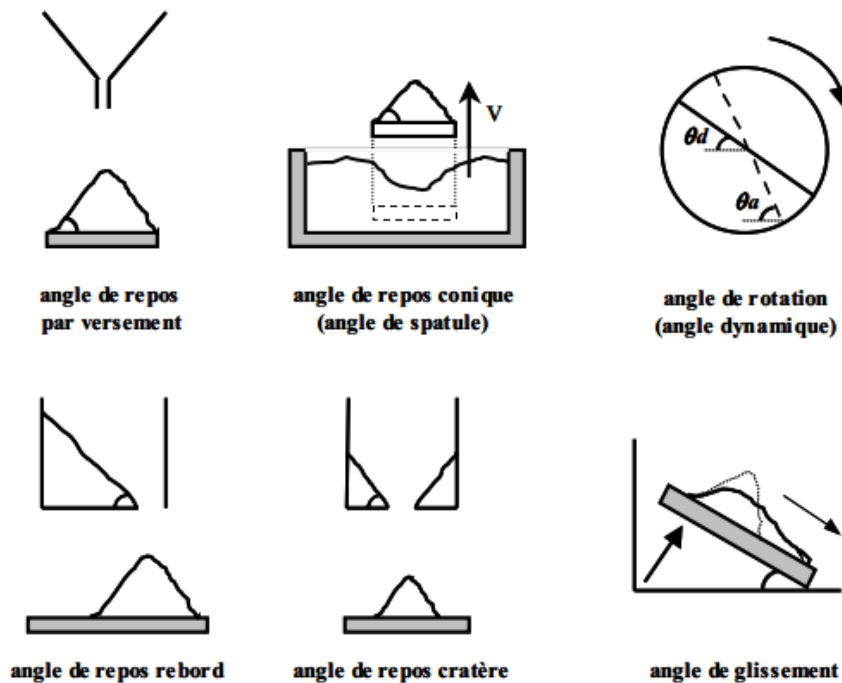 V
θd
θa
angle de repos
par versement
angle de repos conique
(angle de spatule)
angle de rotation
(angle dynamique)
angle de repos rebord
angle de repos cratère
angle de glissement